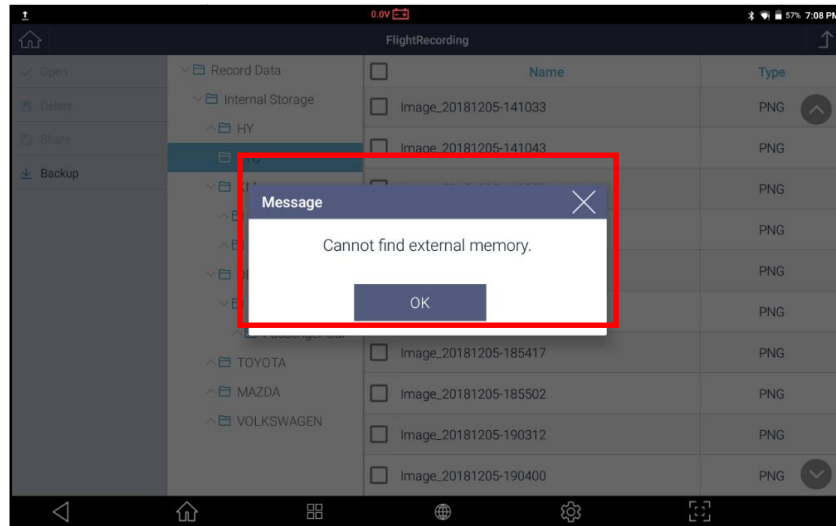 0.0V
57% 7:08 PM
FlightRecording
Open
Delete
Share
Backup
Record Data
Internal Storage
HY
TOYOTA
MAZDA
VOLKSWAGEN
Name Type
Image_20181205-141033 PNG
Image_20181205-141043 PNG
PNG
PNG
PNG
PNG
Image_20181205-185417 PNG
Image_20181205-185502 PNG
Image_20181205-190312 PNG
Image_20181205-190400 PNG
Message
Cannot find external memory.
OK